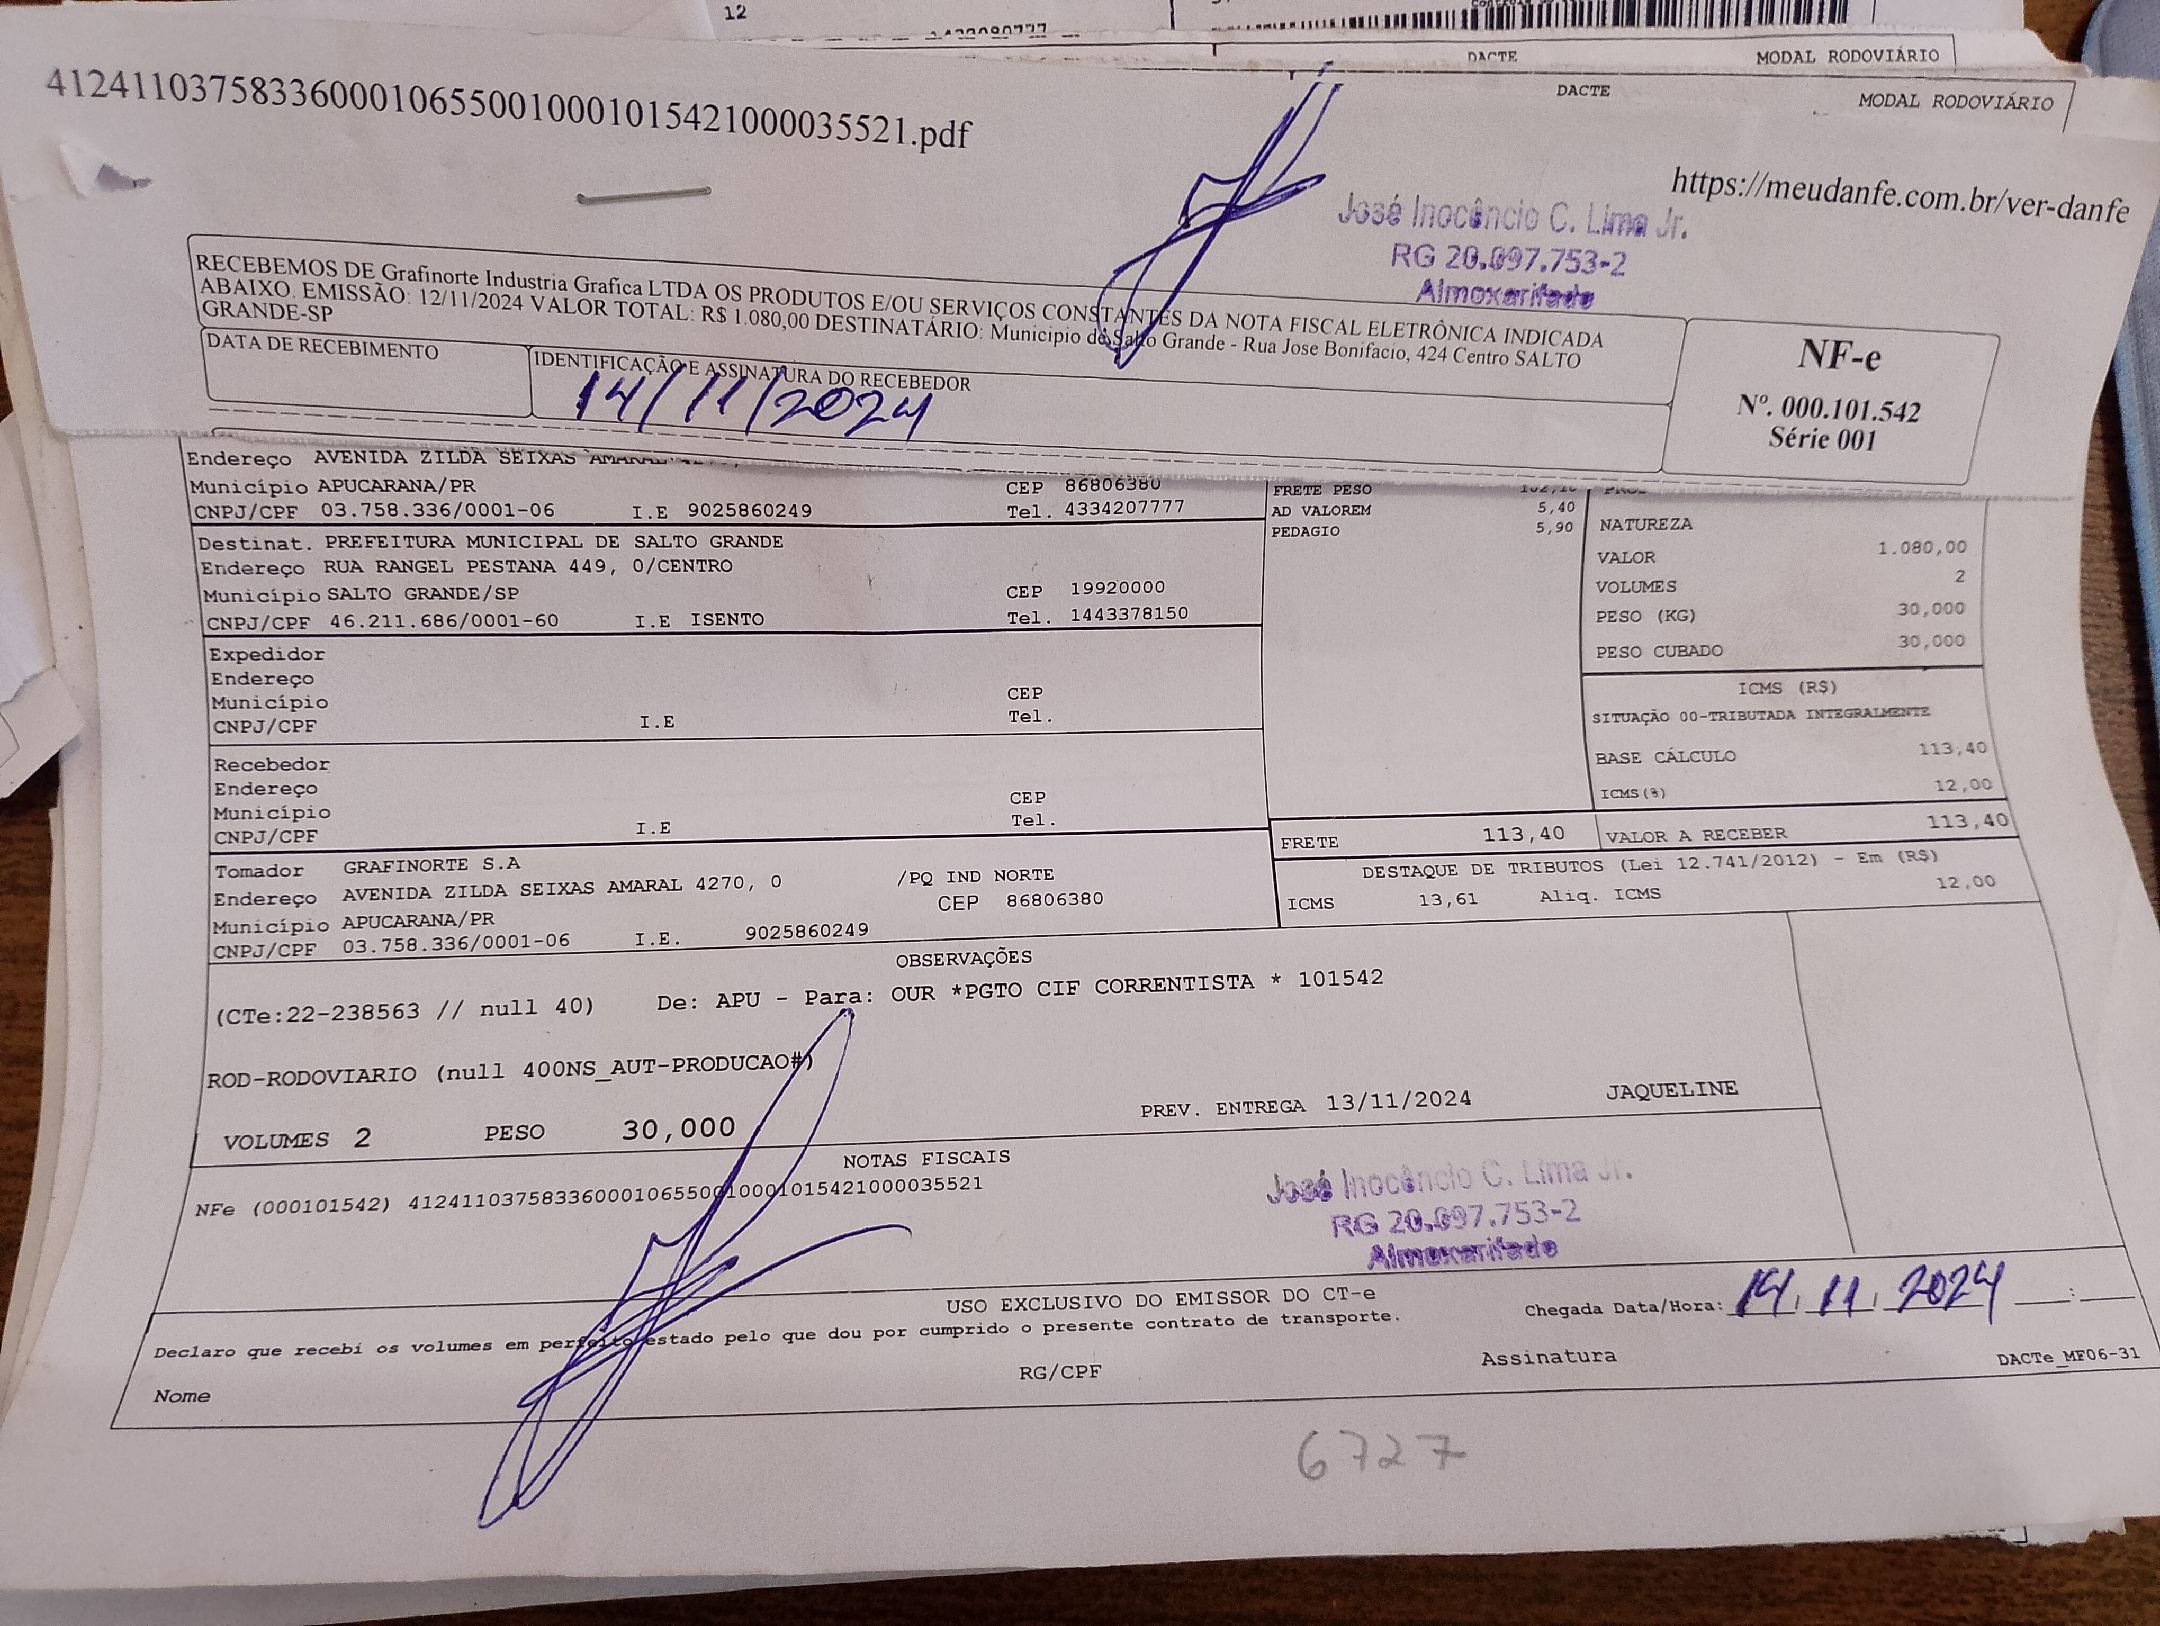 12
DACTE MODAL RODOVIÁRIO
DACTE MODAL RODOVIÁRIO
41241103758336000106550010001015421000035521.pdf
https://meudanfe.com.br/ver-danfe
José Inocêncio C. Lima Jr.
RG 20.097.753-2
Almoxarifado
RECEBEMOS DE Grafinorte Industria Grafica LTDA OS PRODUTOS E/OU SERVIÇOS CONSTANTES DA NOTA FISCAL ELETRÔNICA INDICADA
ABAIXO. EMISSÃO: 12/11/2024 VALOR TOTAL: R$ 1.080,00 DESTINATÁRIO: Municipio de Salto Grande - Rua Jose Bonifacio, 424 Centro SALTO
GRANDE-SP
DATA DE RECEBIMENTO
IDENTIFICAÇÃO E ASSINATURA DO RECEBEDOR
14/11/2024
NF-e
Nº. 000.101.542
Série 001
Endereço AVENIDA ZILDA SEIXAS AMARAL
Município APUCARANA/PR CEP 86806380
CNPJ/CPF 03.758.336/0001-06 I.E 9025860249 Tel. 4334207777
Destinat. PREFEITURA MUNICIPAL DE SALTO GRANDE
Endereço RUA RANGEL PESTANA 449, 0/CENTRO
Município SALTO GRANDE/SP CEP 19920000
CNPJ/CPF 46.211.686/0001-60 I.E ISENTO Tel. 1443378150
Expedidor
Endereço
Município CEP
CNPJ/CPF I.E Tel.
Recebedor
Endereço
Município CEP
CNPJ/CPF I.E Tel.
Tomador GRAFINORTE S.A
Endereço AVENIDA ZILDA SEIXAS AMARAL 4270, 0 /PQ IND NORTE
Município APUCARANA/PR CEP 86806380
CNPJ/CPF 03.758.336/0001-06 I.E. 9025860249
FRETE PESO
AD VALOREM 5,40
PEDAGIO 5,90
NATUREZA
VALOR 1.080,00
VOLUMES 2
PESO (KG) 30,000
PESO CUBADO 30,000
ICMS (R$)
SITUAÇÃO 00-TRIBUTADA INTEGRALMENTE
BASE CÁLCULO 113,40
ICMS(%) 12,00
FRETE 113,40 VALOR A RECEBER 113,40
DESTAQUE DE TRIBUTOS (Lei 12.741/2012) - Em (R$)
ICMS 13,61 Aliq. ICMS 12,00
OBSERVAÇÕES
(CTe:22-238563 // null 40) De: APU - Para: OUR *PGTO CIF CORRENTISTA * 101542
ROD-RODOVIARIO (null 400NS_AUT-PRODUCAO#)
VOLUMES 2 PESO 30,000 PREV. ENTREGA 13/11/2024 JAQUELINE
NOTAS FISCAIS
NFe (000101542) 41241103758336000106550010001015421000035521
José Inocêncio C. Lima Jr.
RG 20.097.753-2
Almoxarifado
USO EXCLUSIVO DO EMISSOR DO CT-e
Declaro que recebi os volumes em perfeito estado pelo que dou por cumprido o presente contrato de transporte.
Chegada Data/Hora: 14.11.2024 :
Nome RG/CPF Assinatura
DACTe_MF06-31
6727